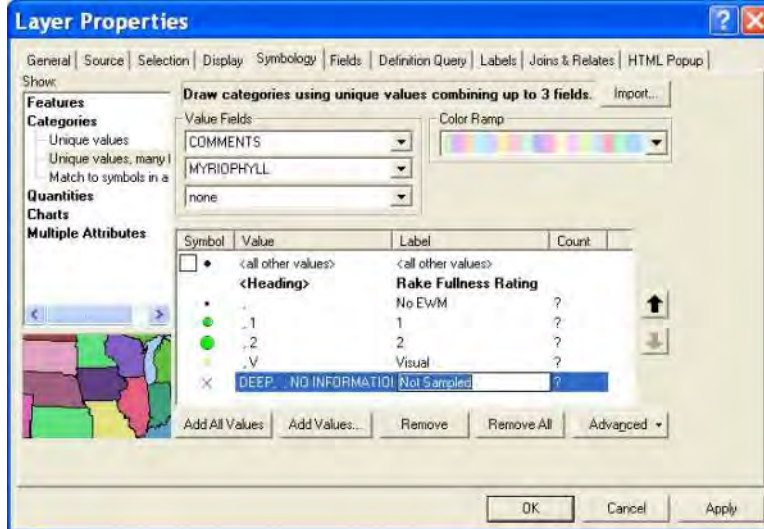 Layer Properties
General Source Selection Display Symbology Fields Definition Query Labels Joins & Relates HTML Popup
Show:
Features
Categories
Unique values
Unique values, many f
Match to symbols in a
Quantities
Charts
Multiple Attributes
Draw categories using unique values combining up to 3 fields.
Import...
Value Fields
COMMENTS
MYRIOPHYLL
none
Color Ramp
Symbol Value Label Count
<all other values> <all other values>
<Heading> Rake Fullness Rating
, No EWM ?
, 1 1 ?
, 2 2 ?
, V Visual ?
DEEP, , NO INFORMATIOI Not Sampled ?
Add All Values Add Values... Remove Remove All Advanced
OK Cancel Apply